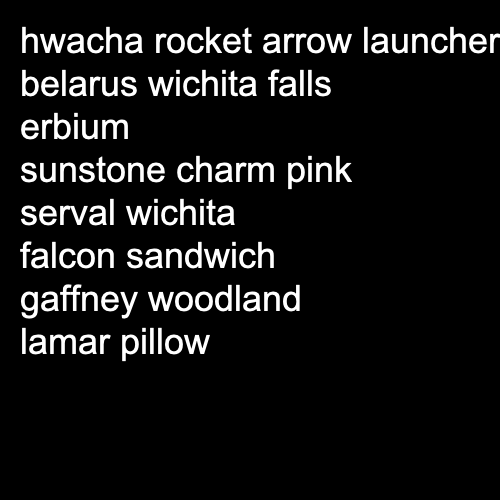 hwacha rocket arrow launcher
belarus wichita falls
erbium
sunstone charm pink
serval wichita
falcon sandwich
gaffney woodland
lamar pillow